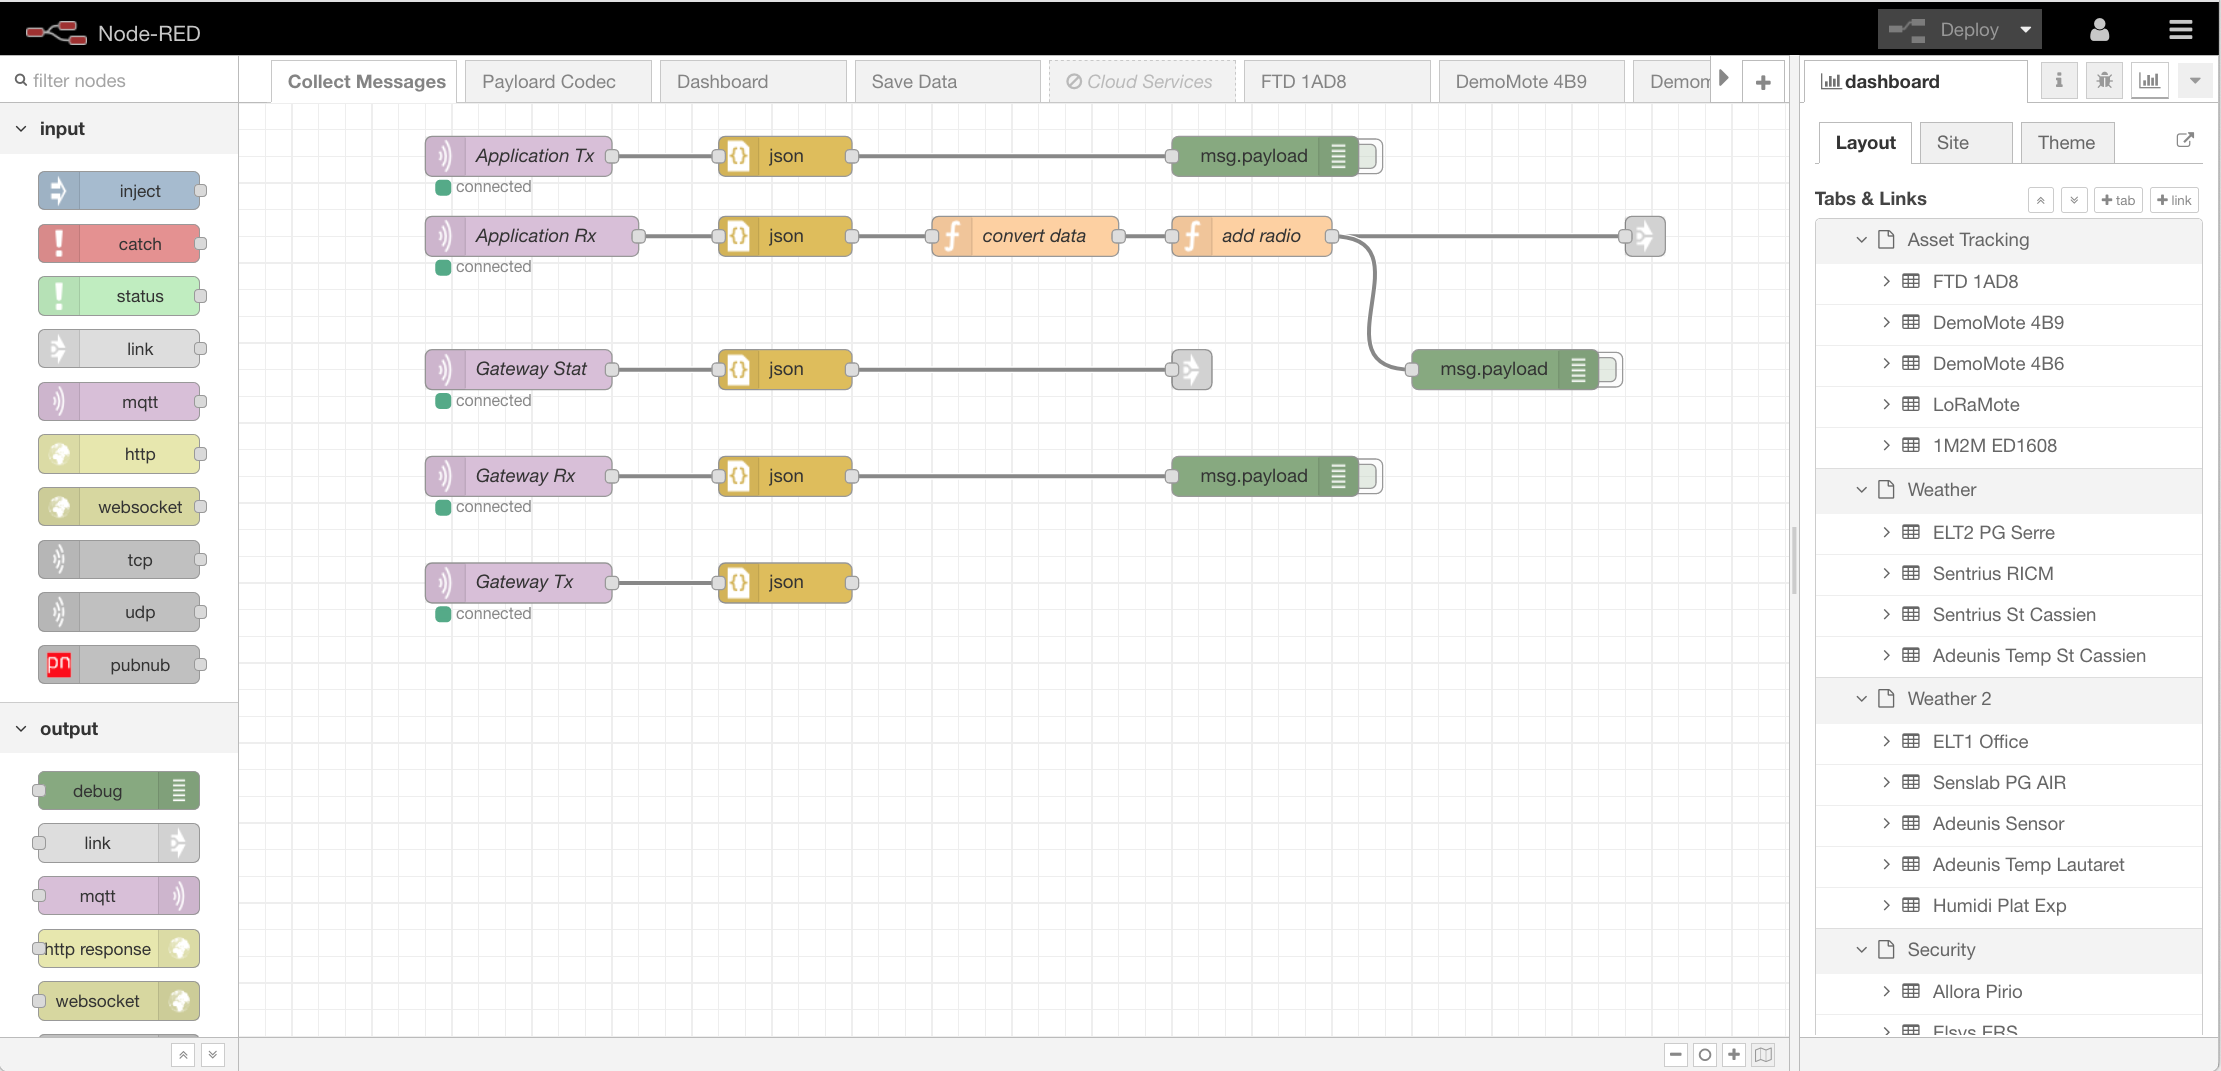 Node-RED
Deploy
filter nodes
Collect Messages
Payloard Codec
Dashboard
Save Data
Cloud Services
FTD 1AD8
DemoMote 4B9
Demom
dashboard
input
inject
catch
status
link
mqtt
http
websocket
tcp
udp
pn pubnub
output
debug
link
mqtt
http response
websocket
Application Tx
json
msg.payload
connected
Application Rx
json
convert data
add radio
connected
Gateway Stat
json
msg.payload
connected
Gateway Rx
json
msg.payload
connected
Gateway Tx
json
connected
Layout
Site
Theme
Tabs & Links
tab
link
Asset Tracking
FTD 1AD8
DemoMote 4B9
DemoMote 4B6
LoRaMote
1M2M ED1608
Weather
ELT2 PG Serre
Sentrius RICM
Sentrius St Cassien
Adeunis Temp St Cassien
Weather 2
ELT1 Office
Senslab PG AIR
Adeunis Sensor
Adeunis Temp Lautaret
Humidi Plat Exp
Security
Allora Pirio
Elsys ERS